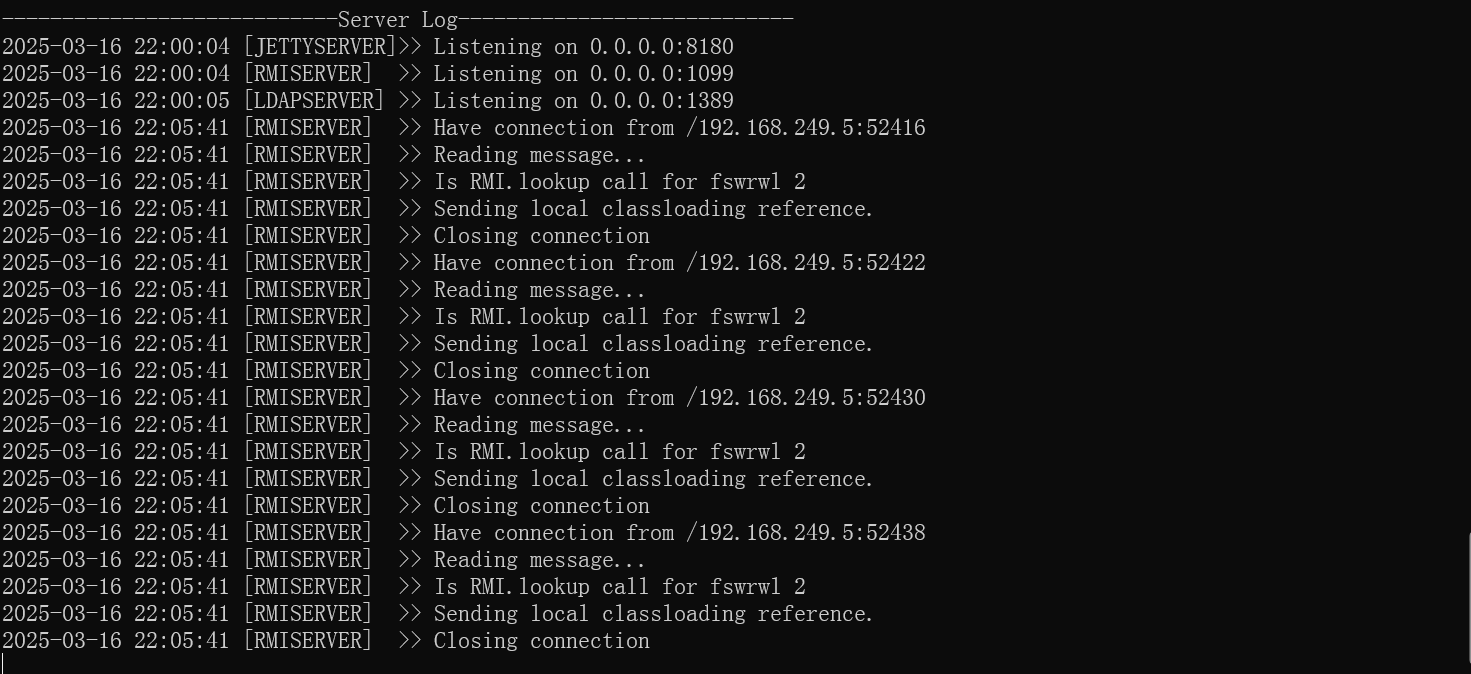 ----------------------------Server Log----------------------------
2025-03-16 22:00:04 [JETTYSERVER]>> Listening on 0.0.0.0:8180
2025-03-16 22:00:04 [RMISERVER]  >> Listening on 0.0.0.0:1099
2025-03-16 22:00:05 [LDAPSERVER] >> Listening on 0.0.0.0:1389
2025-03-16 22:05:41 [RMISERVER]  >> Have connection from /192.168.249.5:52416
2025-03-16 22:05:41 [RMISERVER]  >> Reading message...
2025-03-16 22:05:41 [RMISERVER]  >> Is RMI.lookup call for fswrwl 2
2025-03-16 22:05:41 [RMISERVER]  >> Sending local classloading reference.
2025-03-16 22:05:41 [RMISERVER]  >> Closing connection
2025-03-16 22:05:41 [RMISERVER]  >> Have connection from /192.168.249.5:52422
2025-03-16 22:05:41 [RMISERVER]  >> Reading message...
2025-03-16 22:05:41 [RMISERVER]  >> Is RMI.lookup call for fswrwl 2
2025-03-16 22:05:41 [RMISERVER]  >> Sending local classloading reference.
2025-03-16 22:05:41 [RMISERVER]  >> Closing connection
2025-03-16 22:05:41 [RMISERVER]  >> Have connection from /192.168.249.5:52430
2025-03-16 22:05:41 [RMISERVER]  >> Reading message...
2025-03-16 22:05:41 [RMISERVER]  >> Is RMI.lookup call for fswrwl 2
2025-03-16 22:05:41 [RMISERVER]  >> Sending local classloading reference.
2025-03-16 22:05:41 [RMISERVER]  >> Closing connection
2025-03-16 22:05:41 [RMISERVER]  >> Have connection from /192.168.249.5:52438
2025-03-16 22:05:41 [RMISERVER]  >> Reading message...
2025-03-16 22:05:41 [RMISERVER]  >> Is RMI.lookup call for fswrwl 2
2025-03-16 22:05:41 [RMISERVER]  >> Sending local classloading reference.
2025-03-16 22:05:41 [RMISERVER]  >> Closing connection